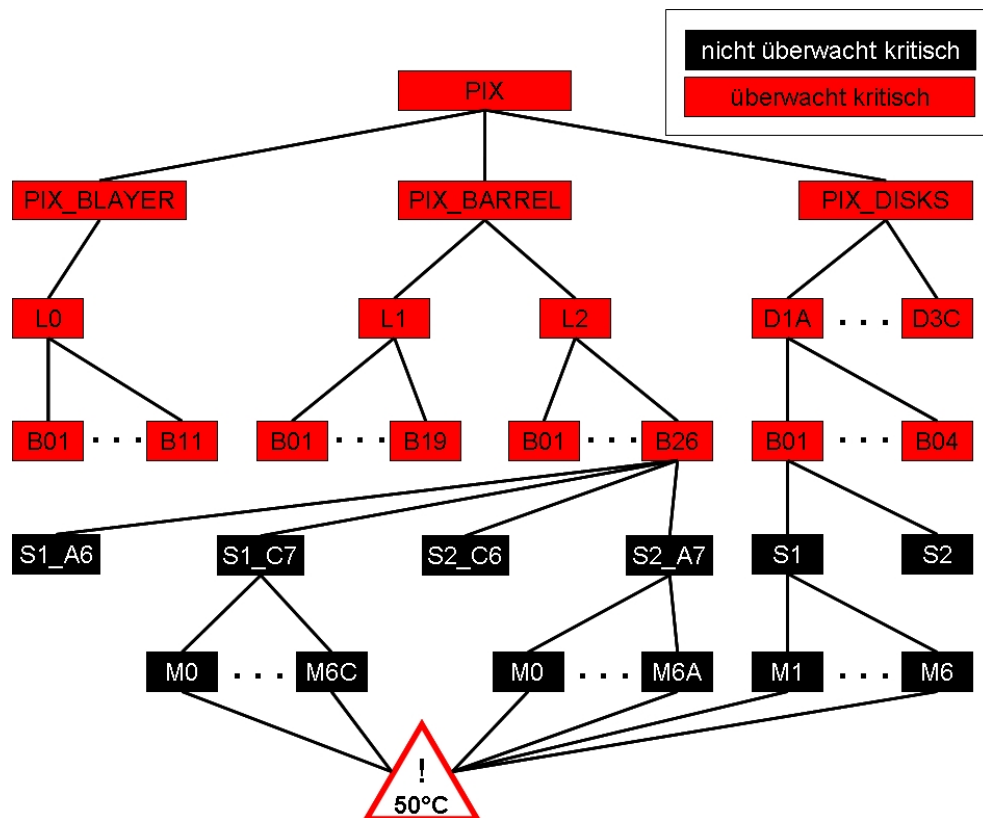 nicht überwacht kritisch
überwacht kritisch
PIX
PIX_BLAYER PIX_BARREL PIX_DISKS
L0 L1 L2 D1A . . . D3C
B01 . . . B11 B01 . . . B19 B01 . . . B26 B01 . . . B04
S1_A6 S1_C7 S2_C6 S2_A7 S1 S2
M0 . . . M6C M0 . . . M6A M1 . . . M6
!
50°C